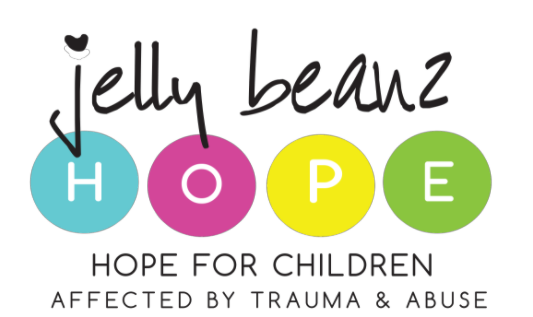 jelly beanz
HOPE
HOPE FOR CHILDREN
AFFECTED BY TRAUMA & ABUSE